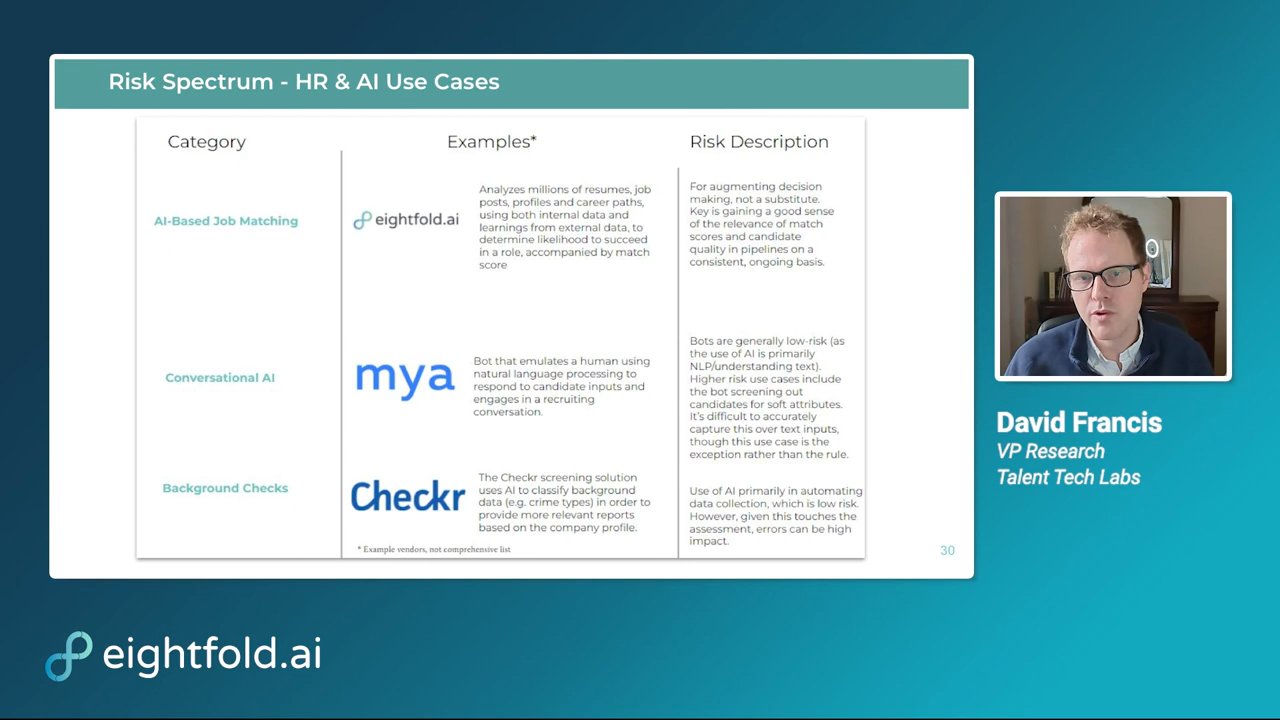 Risk Spectrum - HR & AI Use Cases
Category
Examples*
Risk Description
AI-Based Job Matching
eightfold.ai
Analyzes millions of resumes, job
posts, profiles and career paths,
using both internal data and
learnings from external data, to
determine likelihood to succeed
in a role, accompanied by match
score
For augmenting decision
making, not a substitute.
Key is gaining a good sense
of the relevance of match
scores and candidate
quality in pipelines on a
consistent, ongoing basis.
Conversational AI
mya
Bot that emulates a human using
natural language processing to
respond to candidate inputs and
engages in a recruiting
conversation.
Bots are generally low-risk (as
the use of AI is primarily
NLP/understanding text).
Higher risk use cases include
the bot screening out
candidates for soft attributes.
It's difficult to accurately
capture this over text inputs,
though this use case is the
exception rather than the rule.
Background Checks
Checkr
The Checkr screening solution
uses AI to classify background
data (e.g. crime types) in order to
provide more relevant reports
based on the company profile.
Use of AI primarily in automating
data collection, which is low risk.
However, given this touches the
assessment, errors can be high
impact.
* Example vendors, not comprehensive list
30
David Francis
VP Research
Talent Tech Labs
eightfold.ai